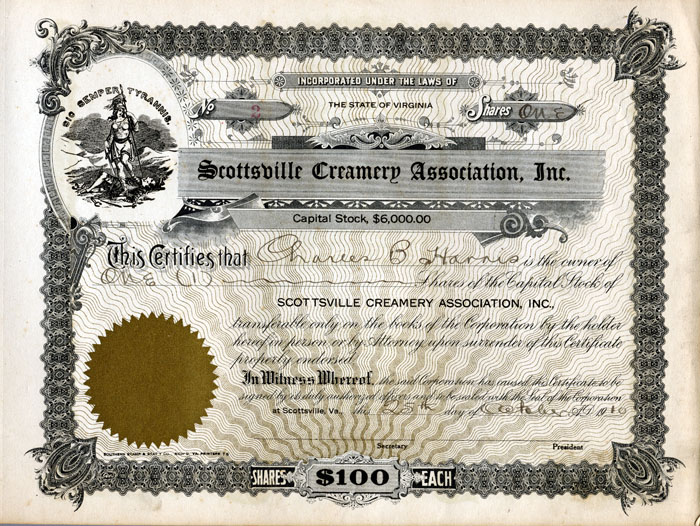 SIC SEMPER TYRANNIS.
INCORPORATED UNDER THE LAWS OF
No 22
THE STATE OF VIRGINIA
Shares One
Scottsville Creamery Association, Inc.
Capital Stock, $6,000.00
This Certifies that Charles B Harris is the owner of
One (1) Shares of the Capital Stock of
SCOTTSVILLE CREAMERY ASSOCIATION, INC.,
transferable only on the books of the Corporation by the holder
hereof in person or by Attorney upon surrender of this Certificate
properly endorsed.
In Witness Whereof, the said Corporation has caused this Certificate to be
signed by its duly authorized officers and to be sealed with the Seal of the Corporation
at Scottsville, Va., this 25th day of October A.D. 1910
Secretary
President
SHARES $100 EACH